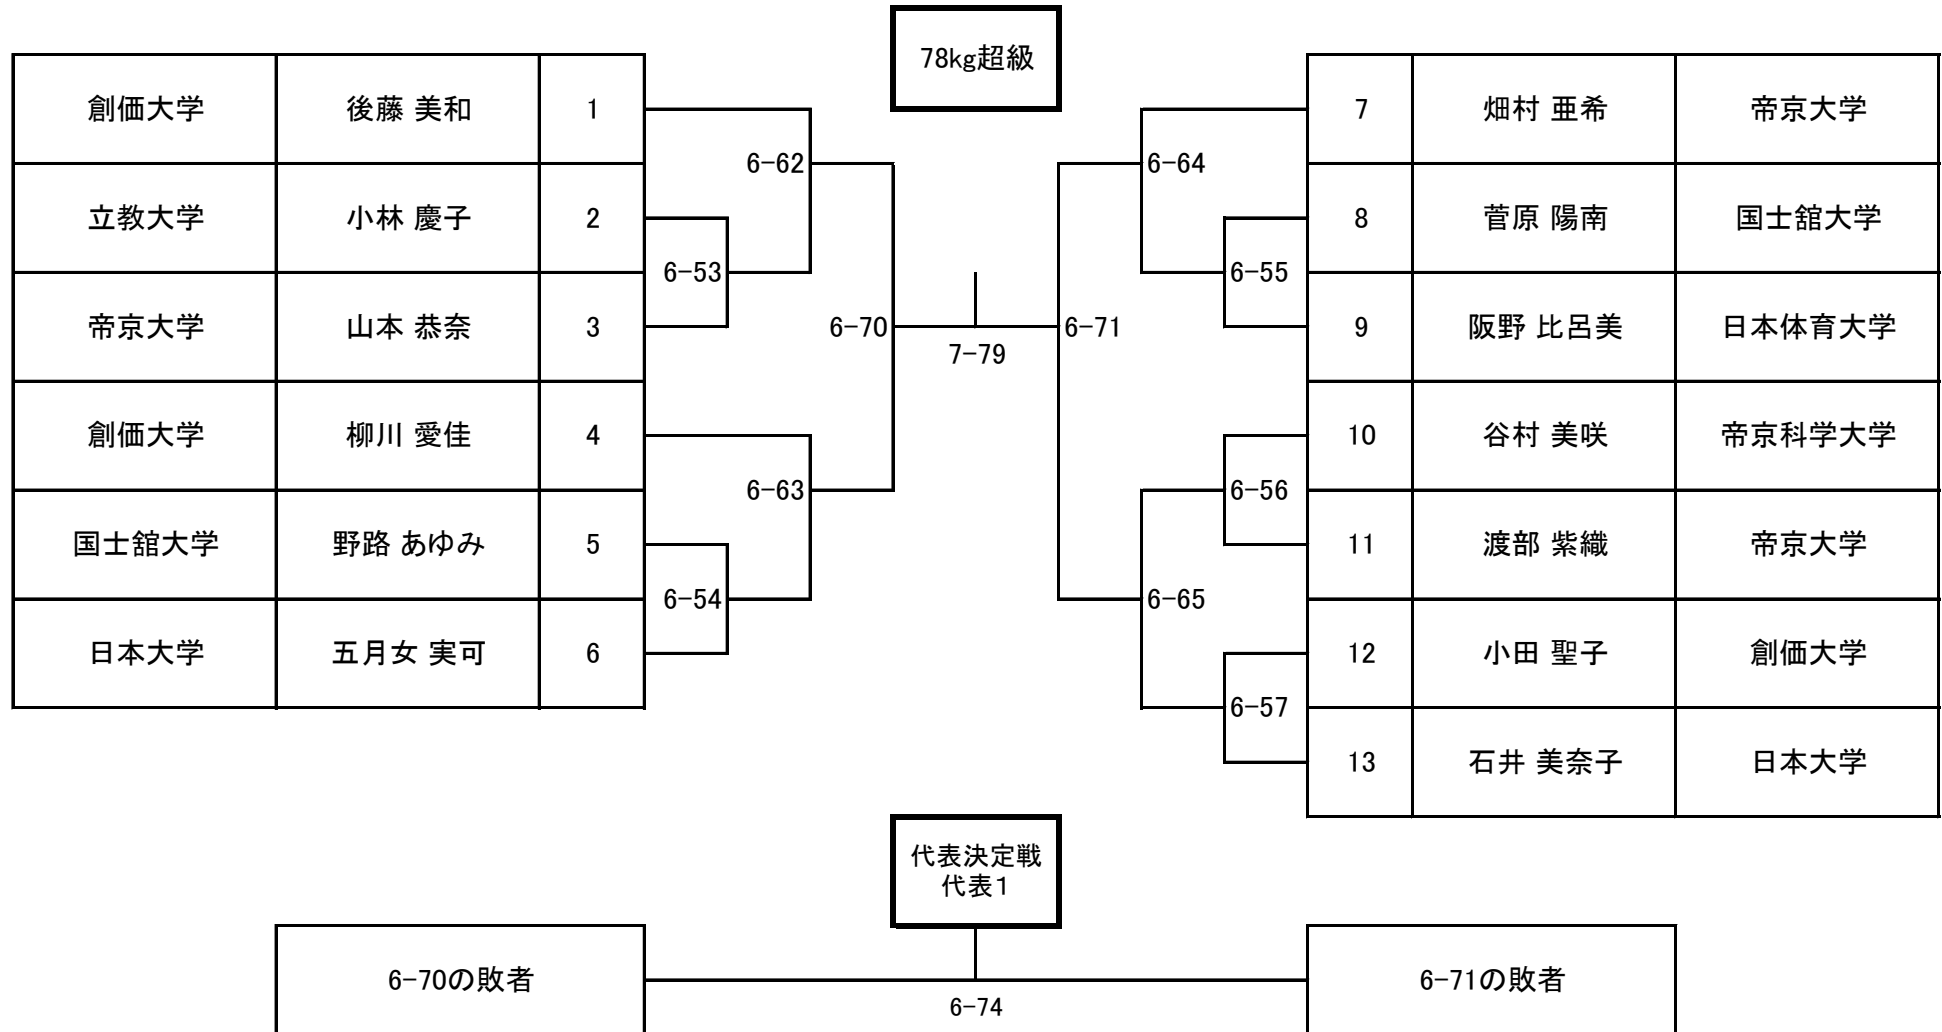 78kg超級
創価大学 後藤 美和 1
立教大学 小林 慶子 2
帝京大学 山本 恭奈 3
創価大学 柳川 愛佳 4
国士舘大学 野路 あゆみ 5
日本大学 五月女 実可 6
6-62
6-53
6-70
6-63
6-54
7-79
7 畑村 亜希 帝京大学
8 菅原 陽南 国士舘大学
9 阪野 比呂美 日本体育大学
10 谷村 美咲 帝京科学大学
11 渡部 紫織 帝京大学
12 小田 聖子 創価大学
13 石井 美奈子 日本大学
6-64
6-55
6-71
6-56
6-65
6-57
代表決定戦
代表1
6-70の敗者
6-74
6-71の敗者